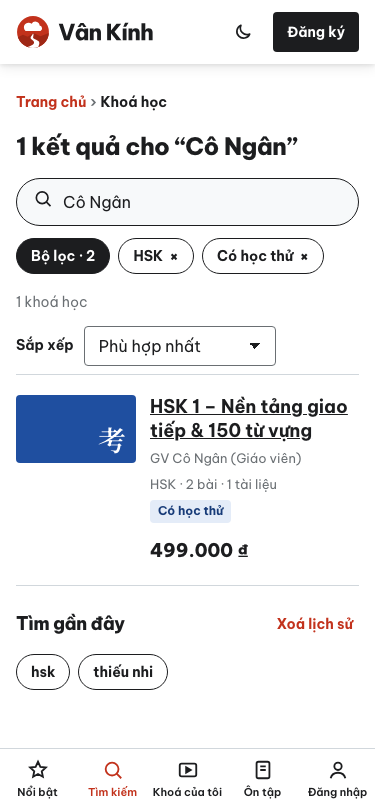 Vân Kính
Đăng ký
Trang chủ › Khoá học
1 kết quả cho “Cô Ngân”
Cô Ngân
Bộ lọc · 2
HSK ×
Có học thử ×
1 khoá học
Sắp xếp
Phù hợp nhất
考
HSK 1 – Nền tảng giao
tiếp & 150 từ vựng
GV Cô Ngân (Giáo viên)
HSK · 2 bài · 1 tài liệu
Có học thử
499.000 ₫
Tìm gần đây
Xoá lịch sử
hsk
thiếu nhi
Nổi bật
Tìm kiếm
Khoá của tôi
Ôn tập
Đăng nhập